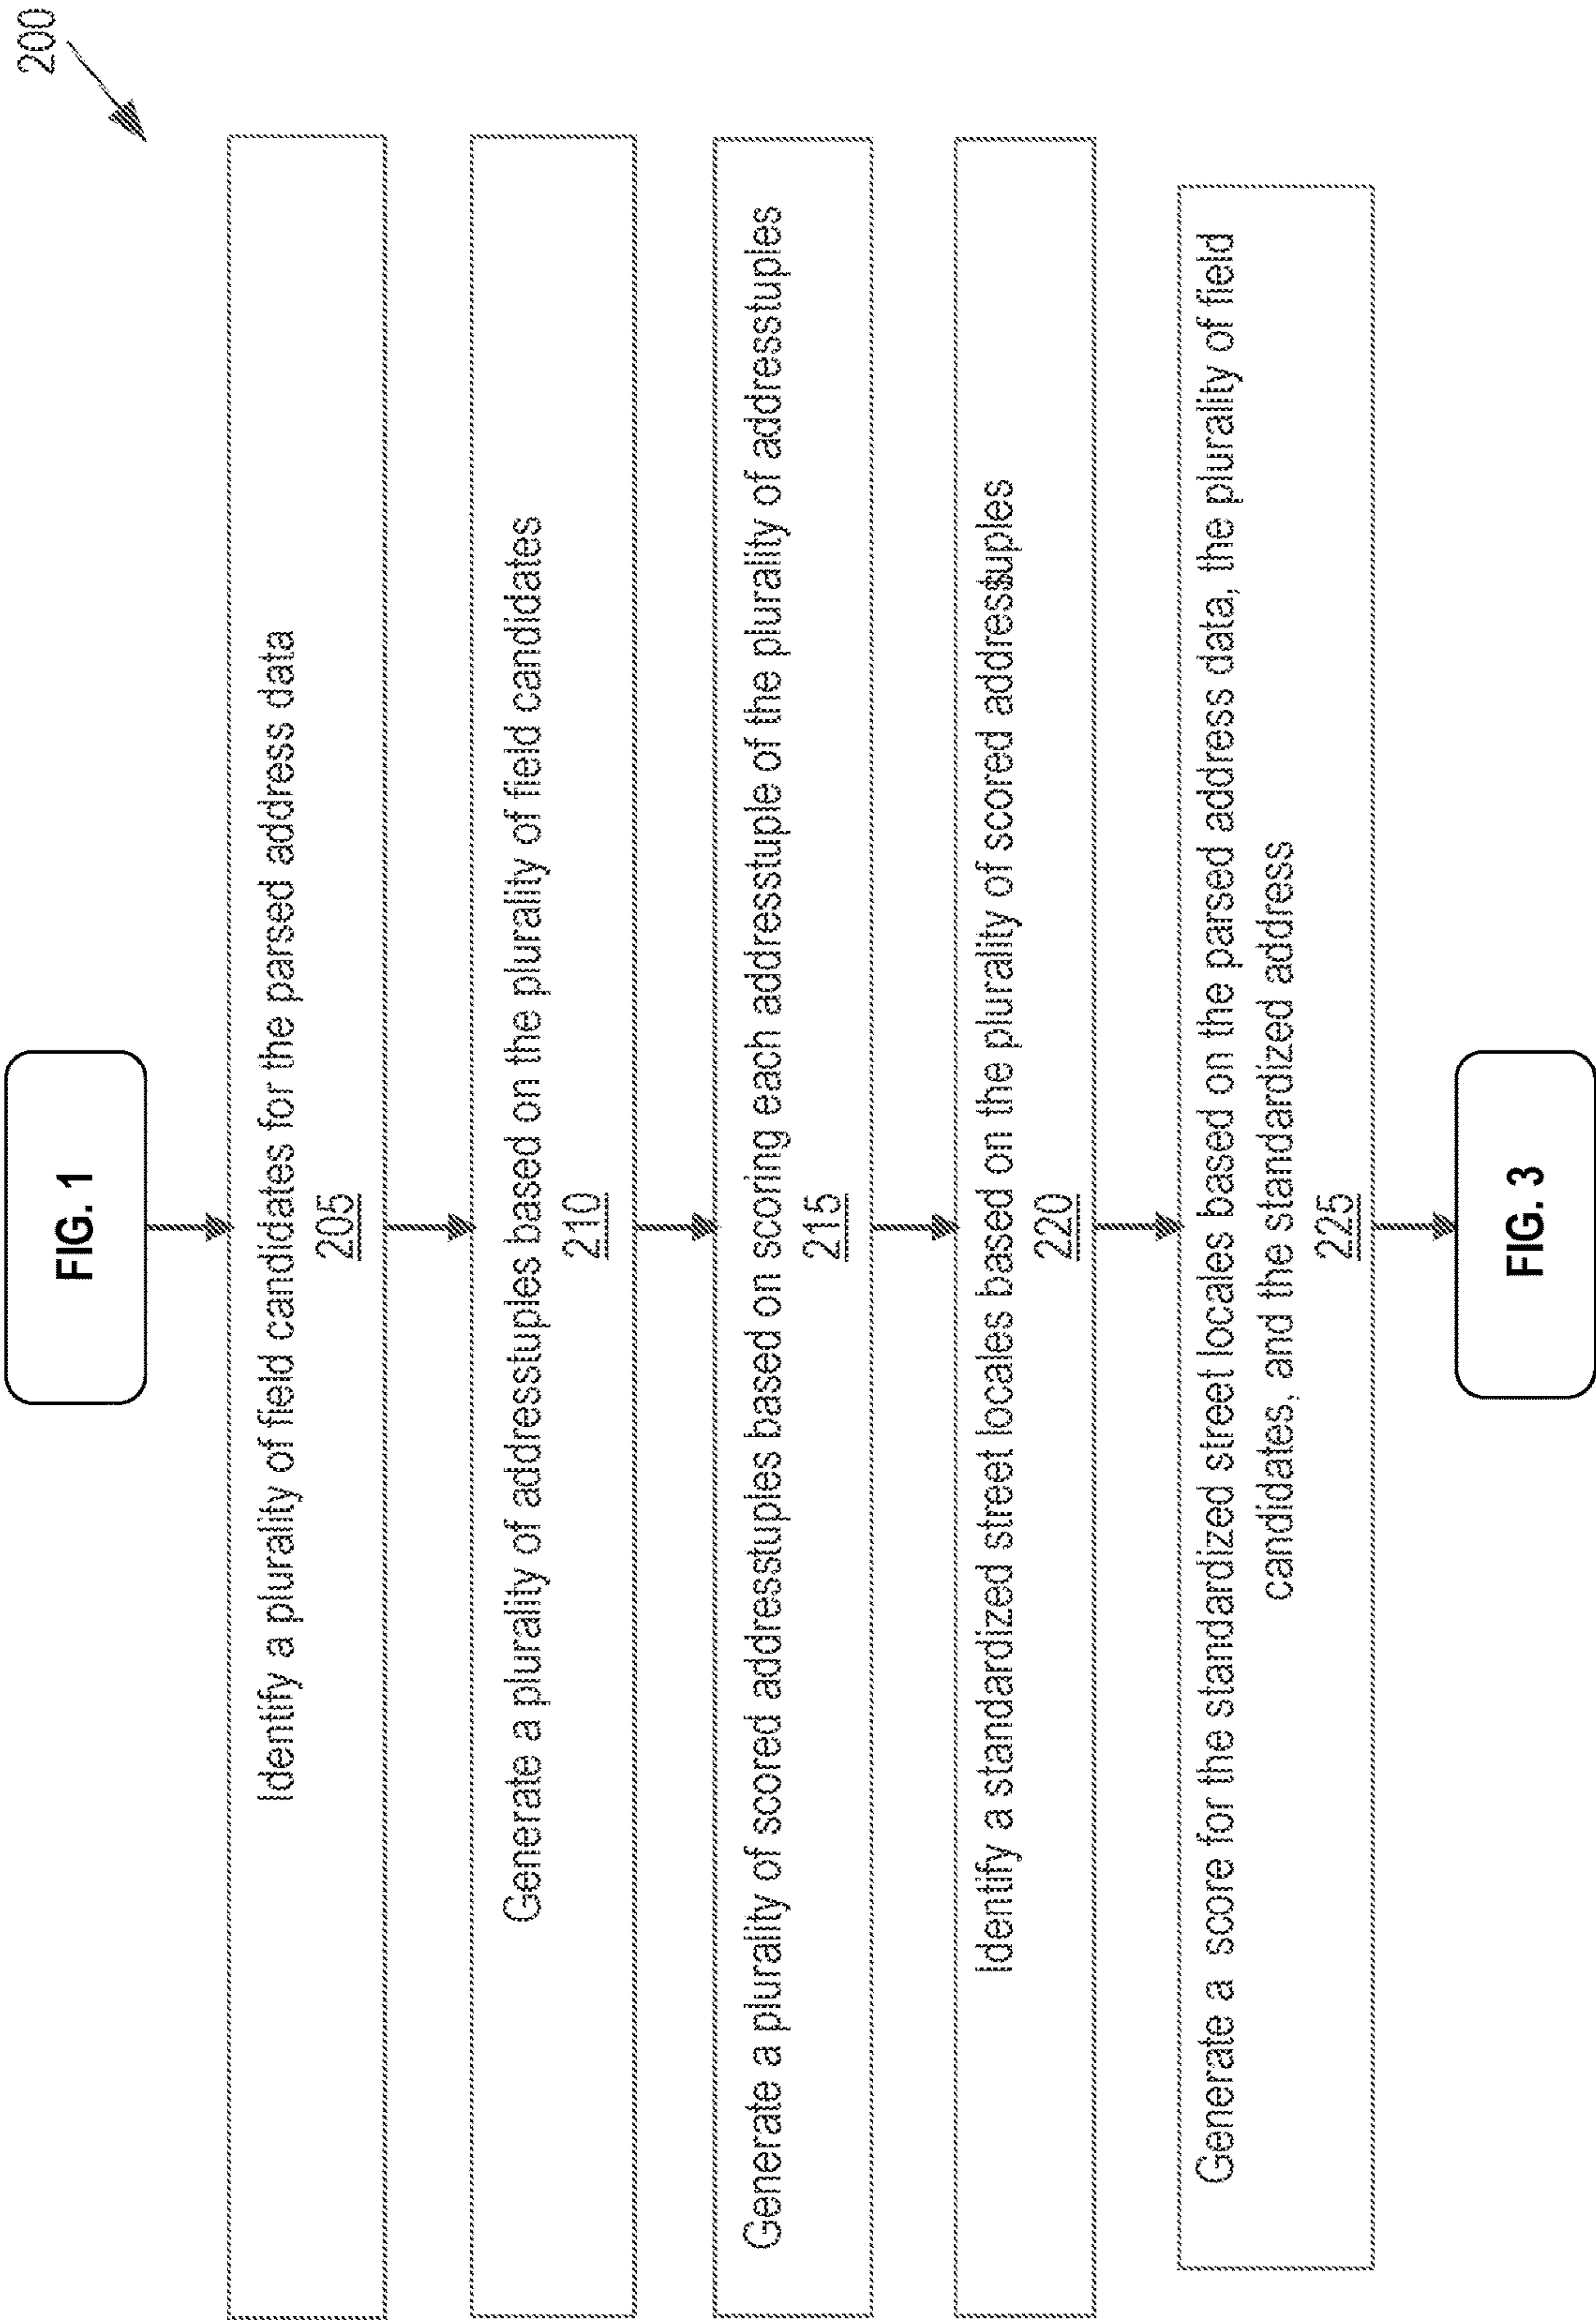 200
FIG. 1
Identify a plurality of field candidates for the parsed address data
205
Generate a plurality of addresstuples based on the plurality of field candidates
210
Generate a plurality of scored addresstuples based on scoring each addresstuple of the plurality of addresstuples
215
Identify a standardized street locales based on the plurality of scored addresstuples
220
Generate a score for the standardized street locales based on the parsed address data, the plurality of field
candidates, and the standardized address
225
FIG. 3